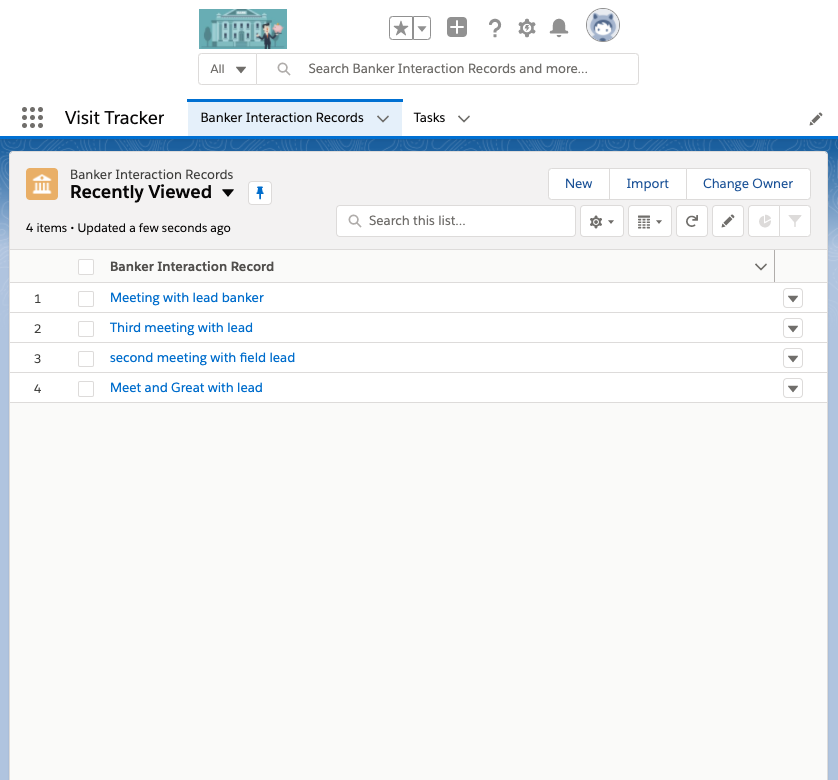 All
Search Banker Interaction Records and more...
Visit Tracker
Banker Interaction Records
Tasks
Banker Interaction Records
Recently Viewed
New
Import
Change Owner
4 items • Updated a few seconds ago
Search this list...
Banker Interaction Record
1 Meeting with lead banker
2 Third meeting with lead
3 second meeting with field lead
4 Meet and Great with lead